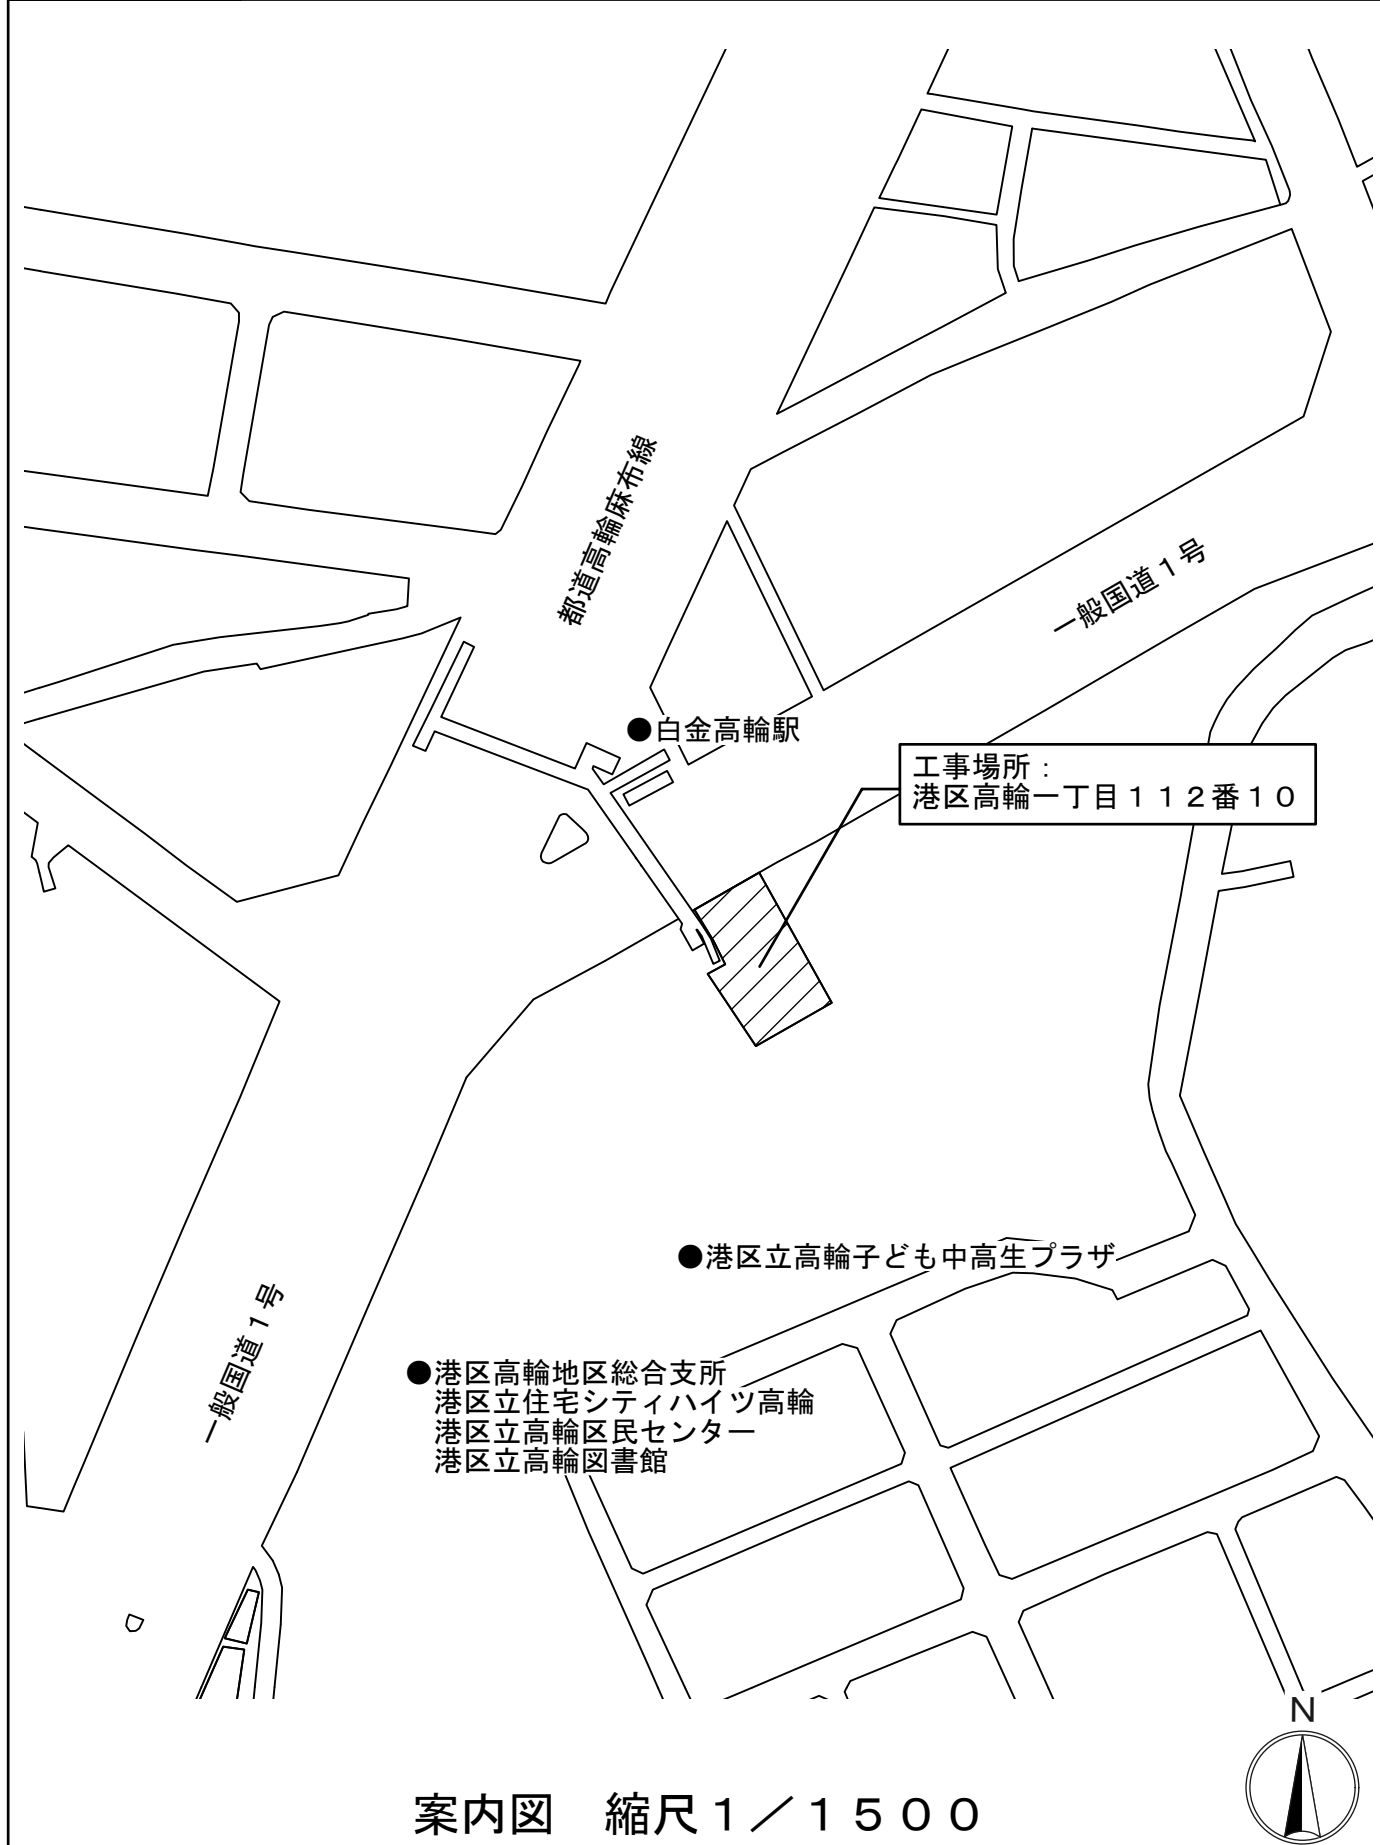 都道高輪麻布線
一般国道１号
●白金高輪駅
工事場所：
港区高輪一丁目１１２番１０
●港区立高輪子ども中高生プラザ
一般国道１号
●港区高輪地区総合支所
港区立住宅シティハイツ高輪
港区立高輪区民センター
港区立高輪図書館
N
案内図　縮尺１／１５００